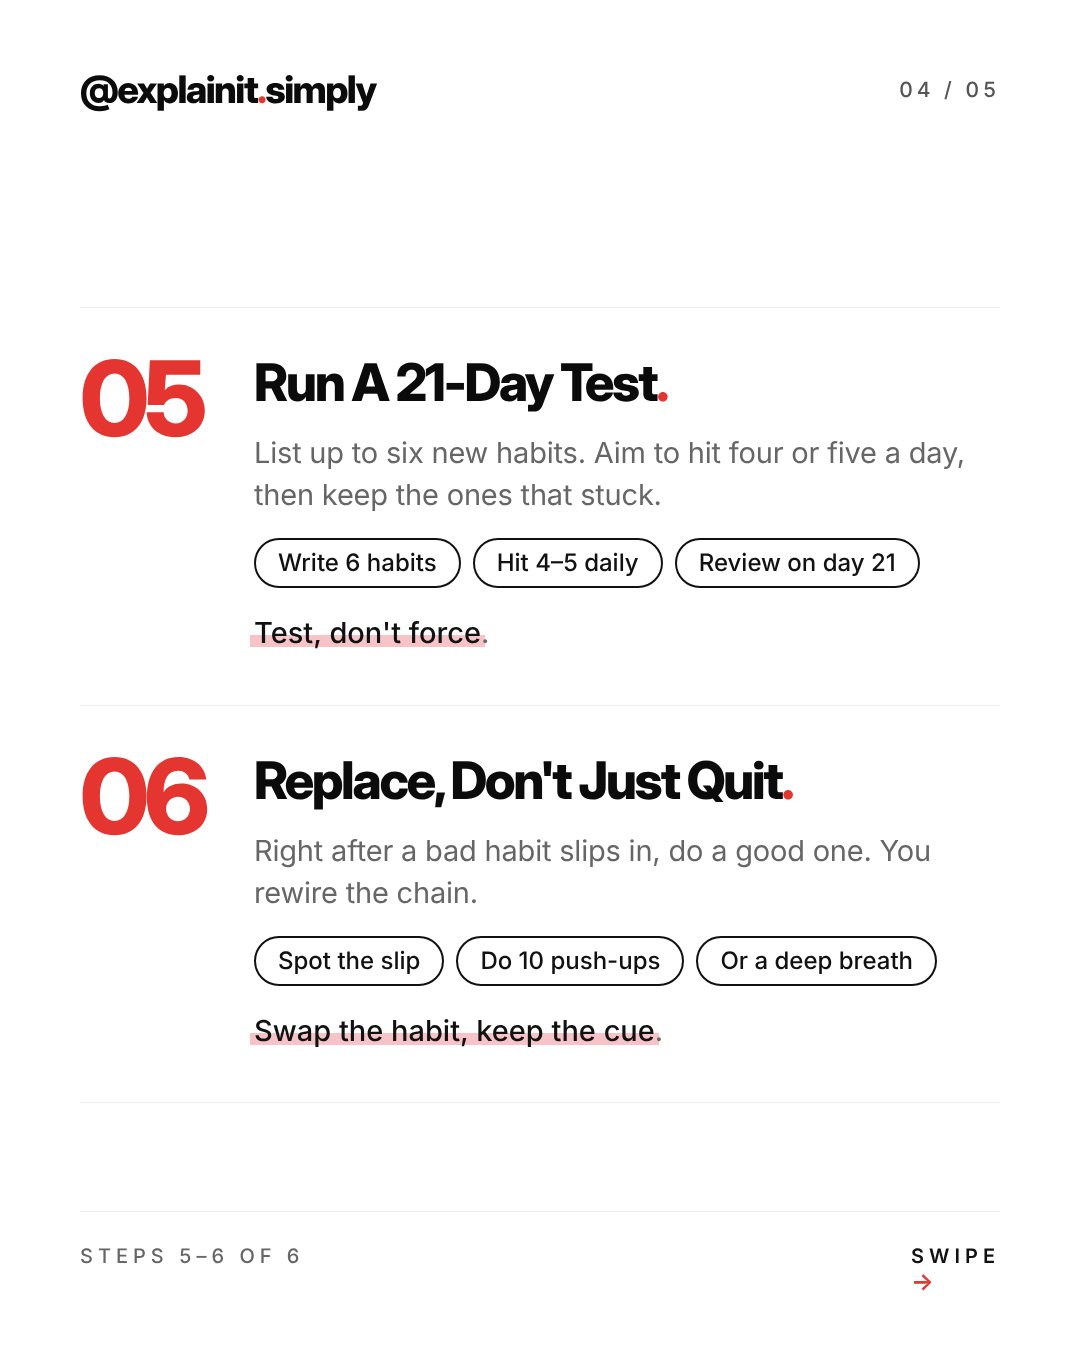 @explainit.simply
04 / 05
05
Run A 21-Day Test.
List up to six new habits. Aim to hit four or five a day,
then keep the ones that stuck.
Write 6 habits
Hit 4–5 daily
Review on day 21
Test, don't force.
06
Replace, Don't Just Quit.
Right after a bad habit slips in, do a good one. You
rewire the chain.
Spot the slip
Do 10 push-ups
Or a deep breath
Swap the habit, keep the cue.
STEPS 5–6 OF 6
SWIPE
→